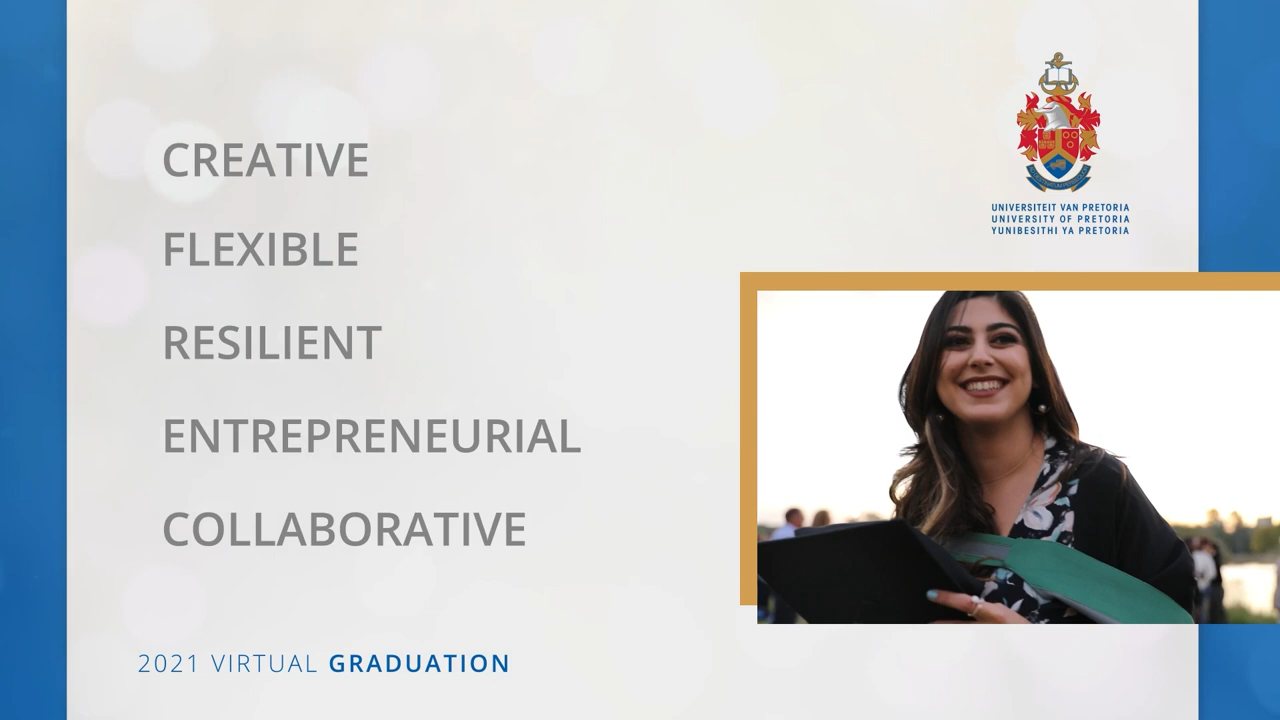 CREATIVE
FLEXIBLE
RESILIENT
ENTREPRENEURIAL
COLLABORATIVE
UNIVERSITEIT VAN PRETORIA
UNIVERSITY OF PRETORIA
YUNIBESITHI YA PRETORIA
2021 VIRTUAL GRADUATION